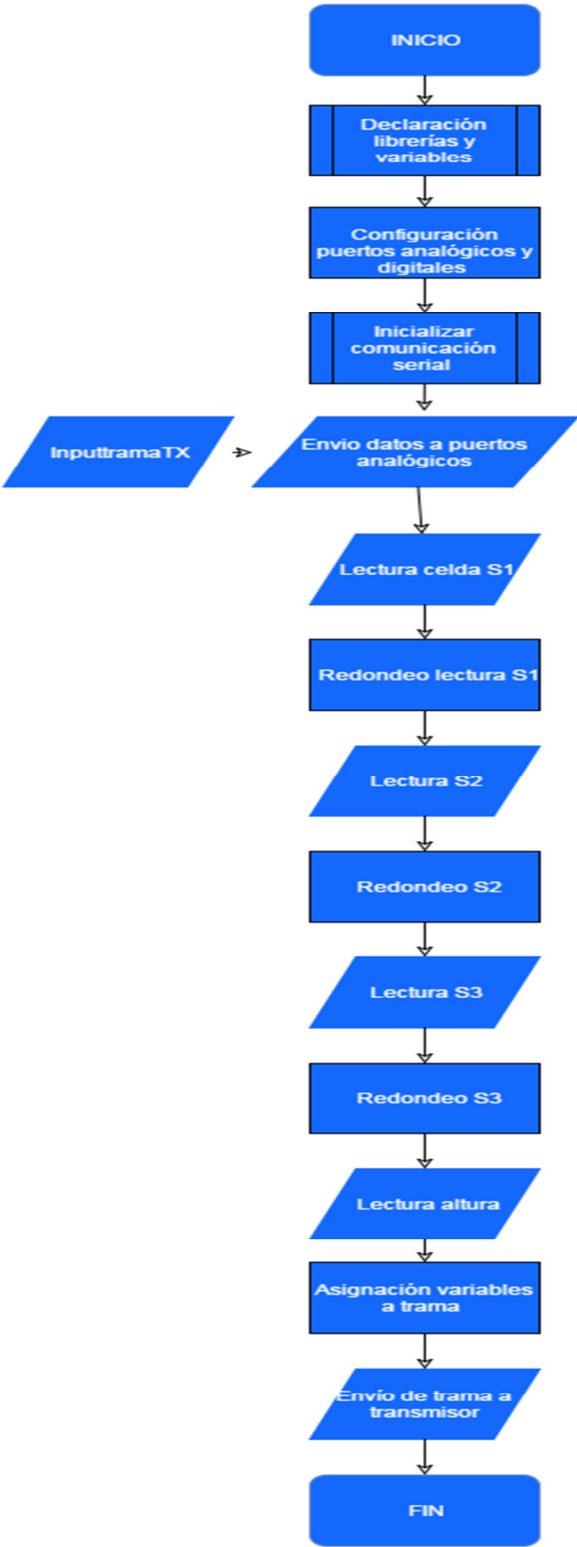 INICIO
Declaración
librerías y
variables
Configuración
puertos analógicos y
digitales
Inicializar
comunicación
serial
InputtramaTX
Envio datos a puertos
analógicos
Lectura celda S1
Redondeo lectura S1
Lectura S2
Redondeo S2
Lectura S3
Redondeo S3
Lectura altura
Asignación variables
a trama
Envío de trama a
transmisor
FIN